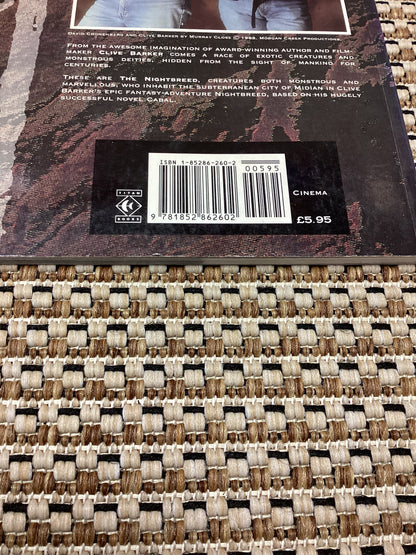 David Cronenberg and Clive Barker by Murray Close © 1989, Morgan Creek Productions
From the awesome imagination of award-winning author and film-
maker Clive Barker comes a race of exotic creatures and
monstrous deities, hidden from the sight of mankind for
centuries.
These are The Nightbreed, creatures both monstrous and
marvellous, who inhabit the subterranean city of Midian in Clive
Barker's epic fantasy-adventure Nightbreed, based on his hugely
successful novel Cabal.
ISBN 1-85286-260-2
00595
TITAN
BOOKS
9 781852 862602
Cinema
£5.95